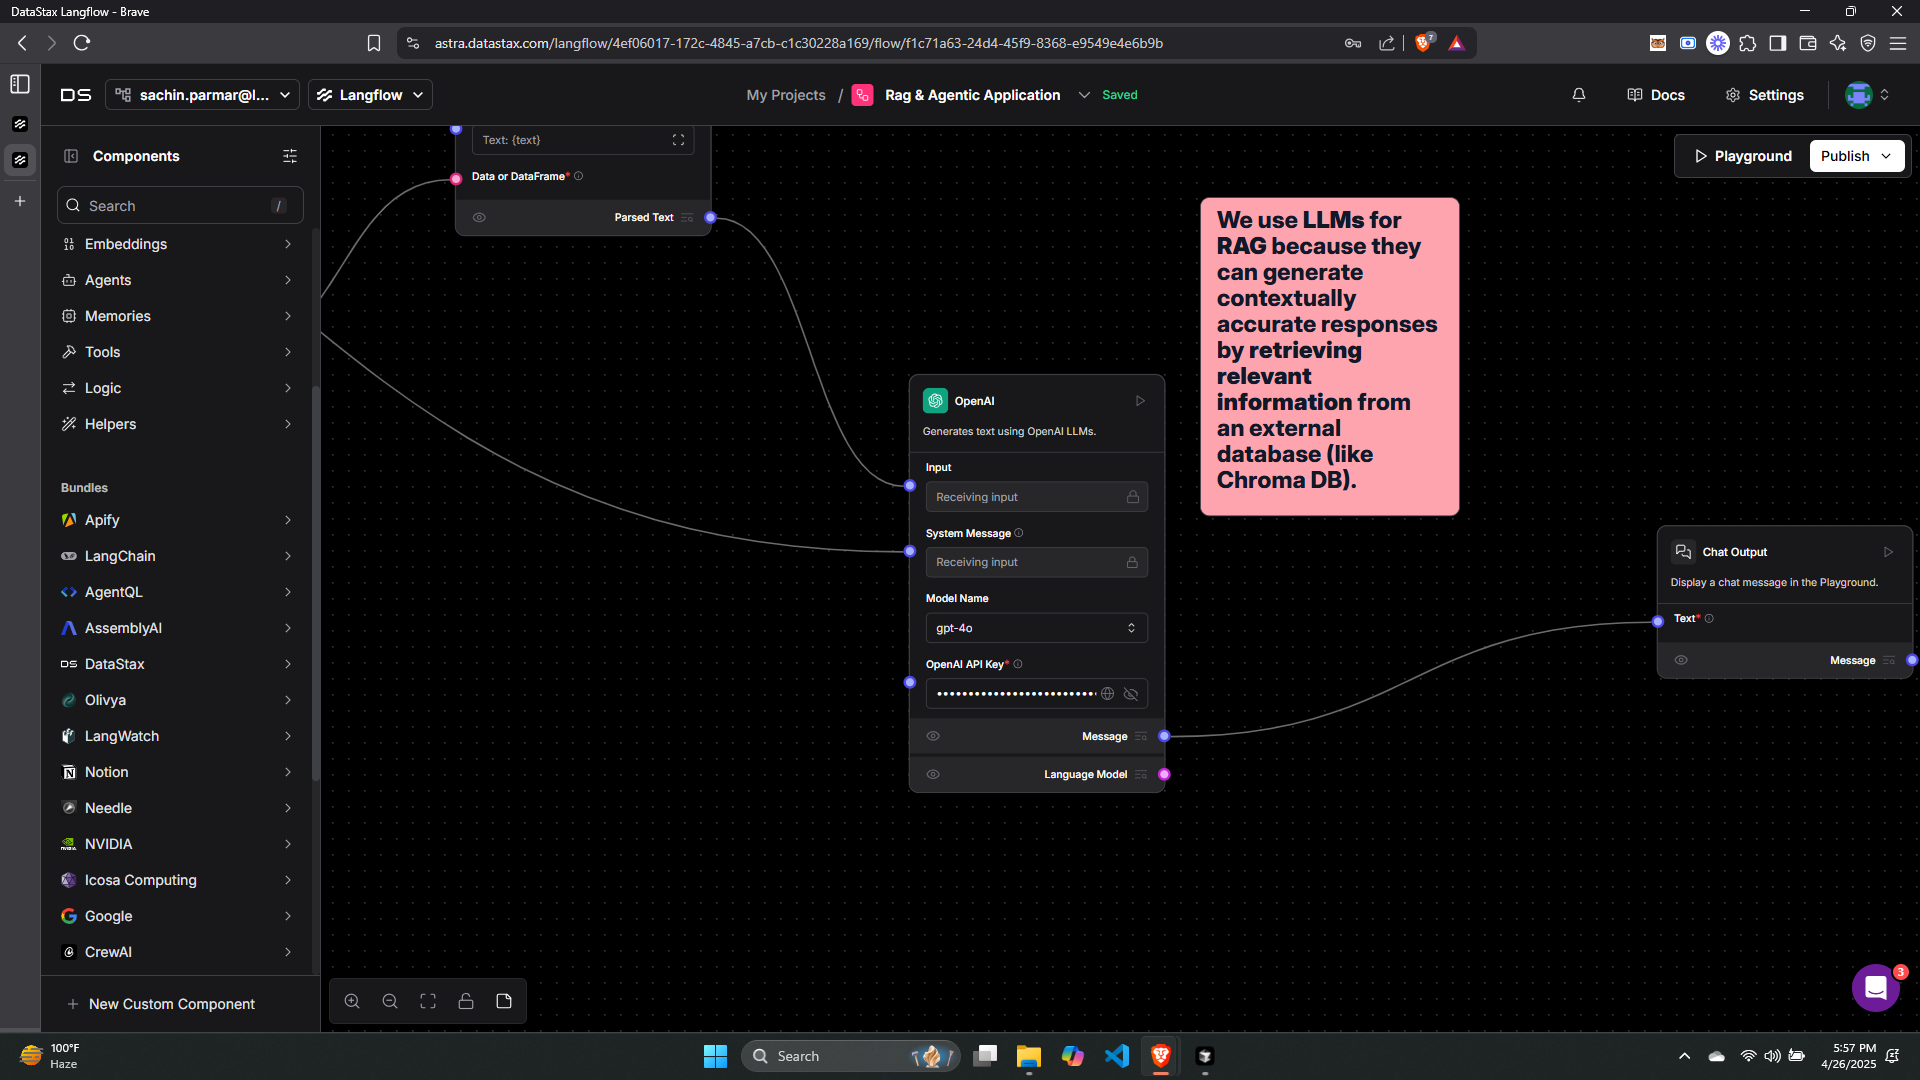 DataStax Langflow - Brave
astra.datastax.com/langflow/4ef06017-172c-4845-a7cb-c1c30228a169/flow/f1c71a63-24d4-45f9-8368-e9549e4e6b9b
7
DS
sachin.parmar@l...
Langflow
My Projects / Rag & Agentic Application
Saved
Docs
Settings
Components
Search /
Embeddings
Agents
Memories
Tools
Logic
Helpers
Bundles
Apify
LangChain
AgentQL
AssemblyAI
DS DataStax
Olivya
LangWatch
Notion
Needle
NVIDIA
Icosa Computing
Google
CrewAI
New Custom Component
Text: {text}
Data or DataFrame*
Parsed Text
Playground
Publish
We use LLMs for
RAG because they
can generate
contextually
accurate responses
by retrieving
relevant
information from
an external
database (like
Chroma DB).
OpenAI
Generates text using OpenAI LLMs.
Input
Receiving input
System Message
Receiving input
Model Name
gpt-4o
OpenAI API Key*
Message
Language Model
Chat Output
Display a chat message in the Playground.
Text*
Message
3
100°F
Haze
Search
5:57 PM
4/26/2025